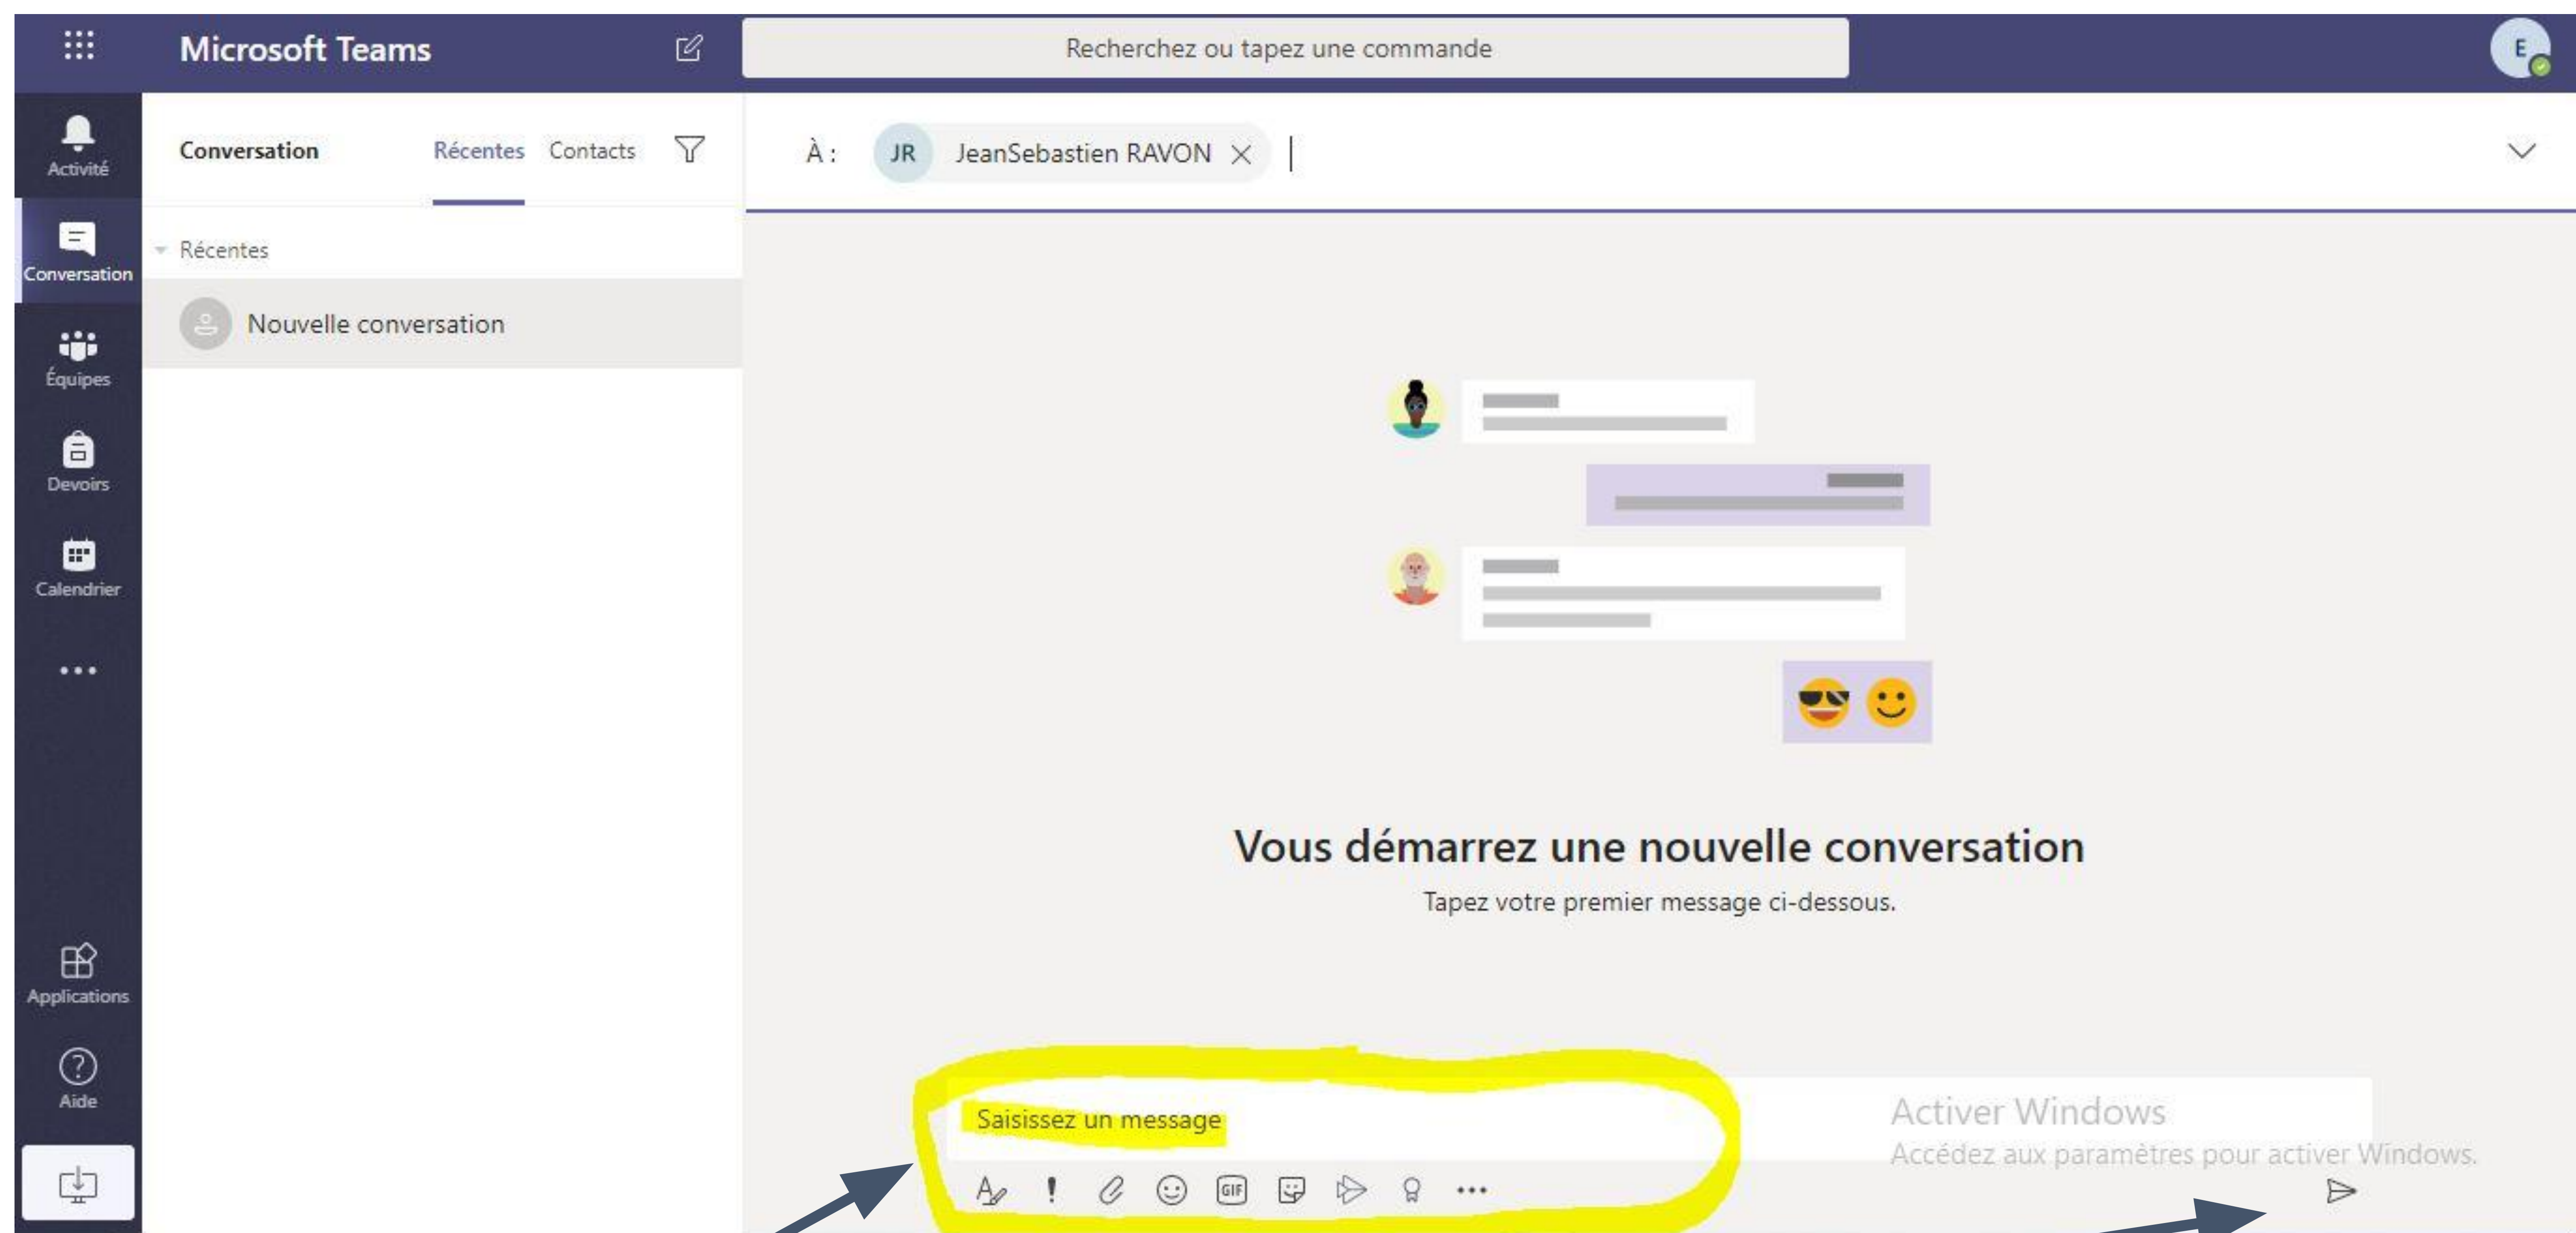 Microsoft Teams
Recherchez ou tapez une commande
E
Activité
Conversation
Équipes
Devoirs
Calendrier
Applications
Aide
Conversation Récentes Contacts
Récentes
Nouvelle conversation
À : JR JeanSebastien RAVON
Vous démarrez une nouvelle conversation
Tapez votre premier message ci-dessous.
Saisissez un message
GIF
Activer Windows
Accédez aux paramètres pour activer Windows.